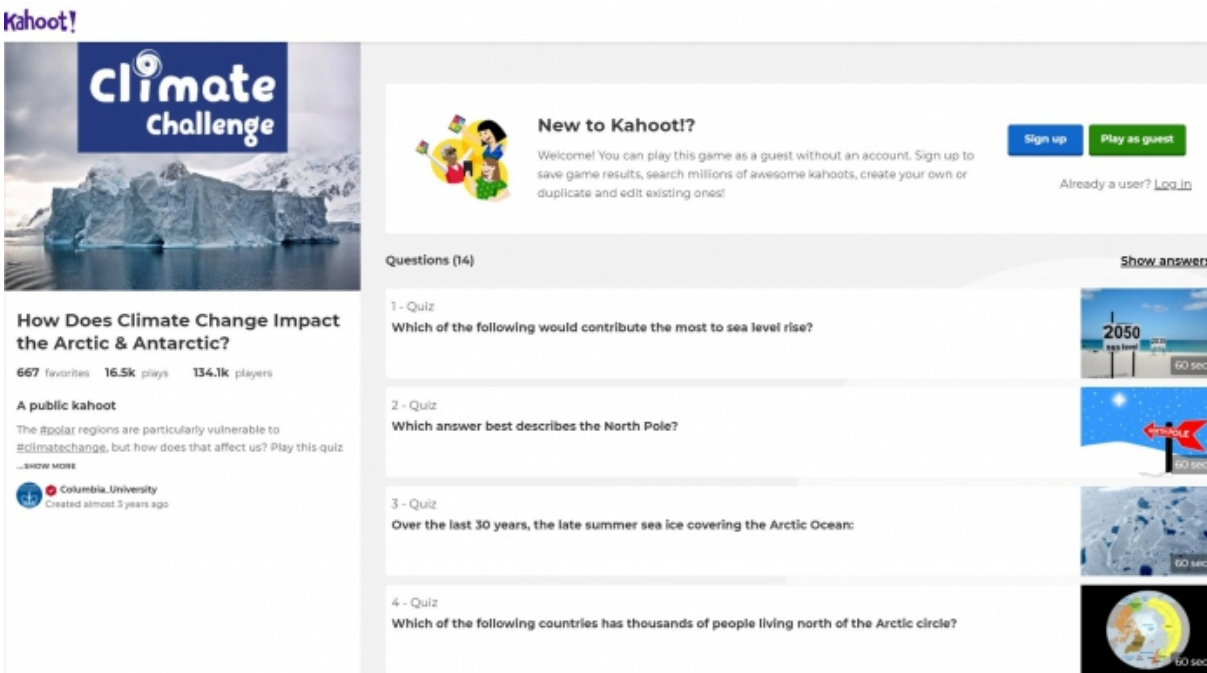 Kahoot!
Climate
Challenge
How Does Climate Change Impact
the Arctic & Antarctic?
667 favorites 16.5k plays 134.1k players
A public kahoot
The #polar regions are particularly vulnerable to
#climatechange, but how does that affect us? Play this quiz
...SHOW MORE
Columbia_University
Created almost 3 years ago
New to Kahoot!?
Welcome! You can play this game as a guest without an account. Sign up to
save game results, search millions of awesome kahoots, create your own or
duplicate and edit existing ones!
Sign up
Play as guest
Already a user? Log in
Questions (14)
Show answers
1 - Quiz
Which of the following would contribute the most to sea level rise?
2050
sea level
60 sec
2 - Quiz
Which answer best describes the North Pole?
NORTH POLE
60 sec
3 - Quiz
Over the last 30 years, the late summer sea ice covering the Arctic Ocean:
60 sec
4 - Quiz
Which of the following countries has thousands of people living north of the Arctic circle?
60 sec